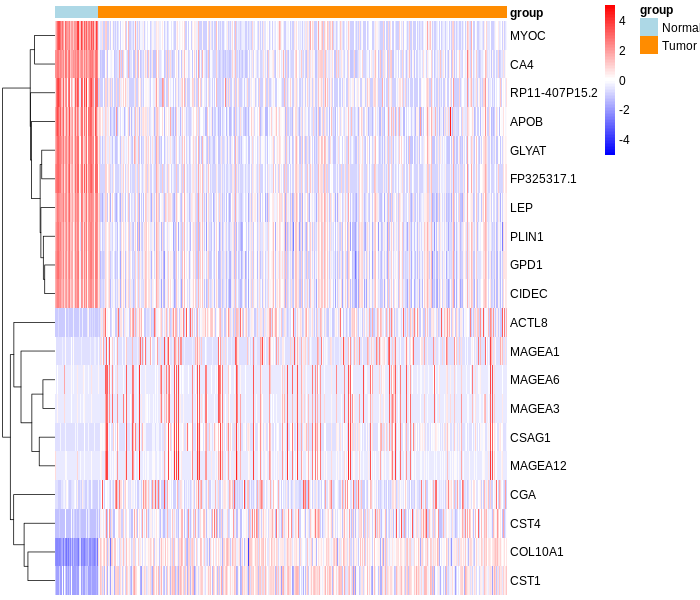 group
MYOC
CA4
RP11-407P15.2
APOB
GLYAT
FP325317.1
LEP
PLIN1
GPD1
CIDEC
ACTL8
MAGEA1
MAGEA6
MAGEA3
CSAG1
MAGEA12
CGA
CST4
COL10A1
CST1
4
2
0
-2
-4
group
Normal
Tumor